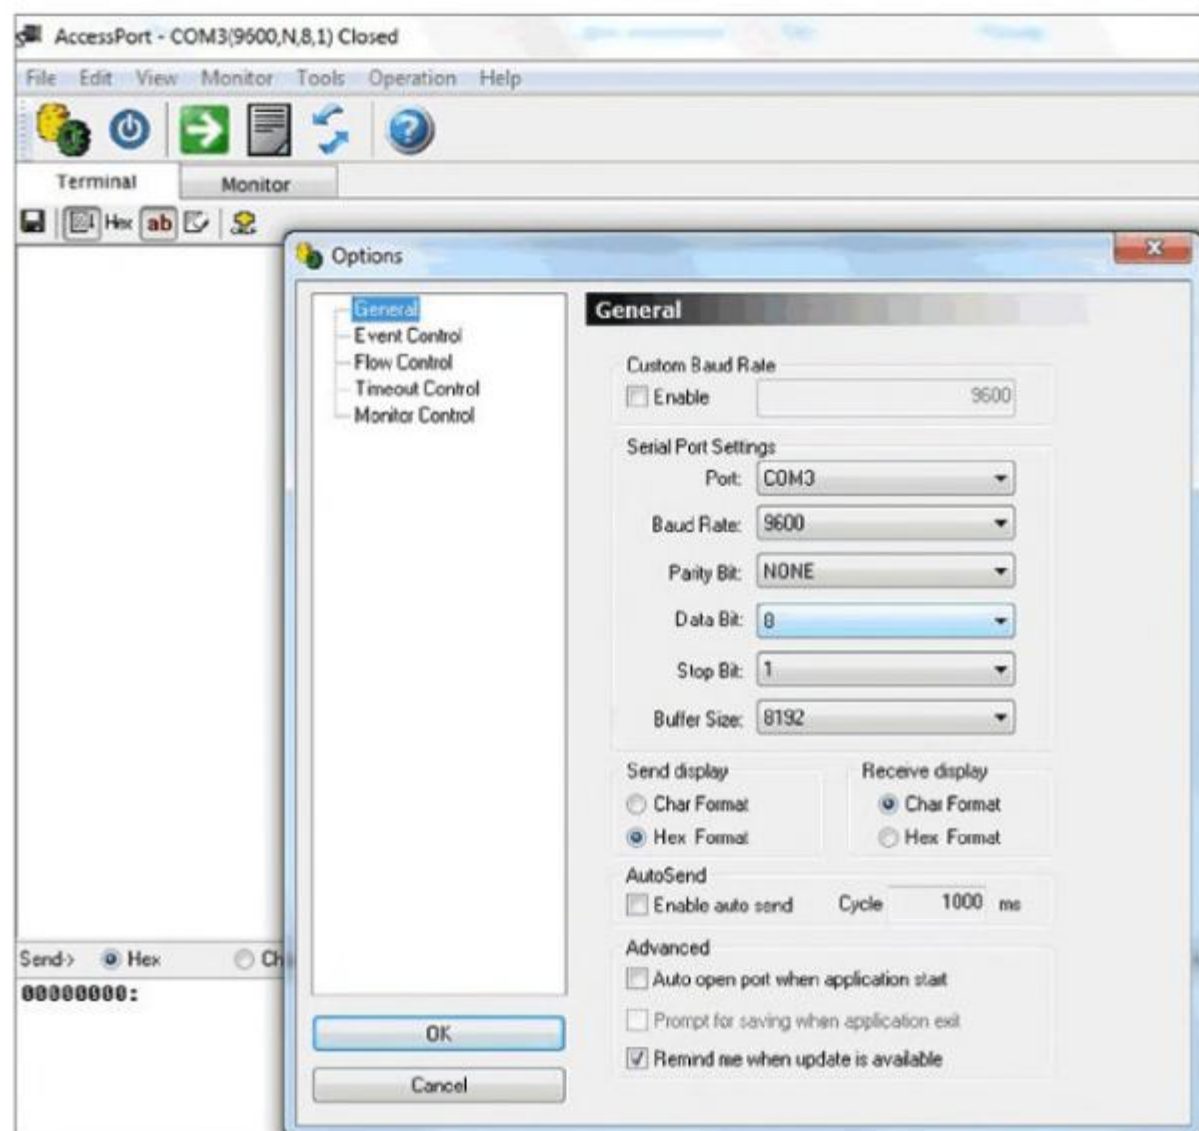 AccessPort - COM3(9600,N,8,1) Closed
File Edit View Monitor Tools Operation Help
Terminal Monitor
Hex ab
Options
General
Event Control
Flow Control
Timeout Control
Monitor Control
General
Custom Baud Rate
Enable 9600
Serial Port Settings
Port: COM3
Baud Rate: 9600
Parity Bit: NONE
Data Bit: 8
Stop Bit: 1
Buffer Size: 8192
Send display
Char Format
Hex Format
Receive display
Char Format
Hex Format
AutoSend
Enable auto send Cycle 1000 ms
Advanced
Auto open port when application start
Prompt for saving when application exit
Remind me when update is available
OK
Cancel
Send-> Hex Ch
00000000: